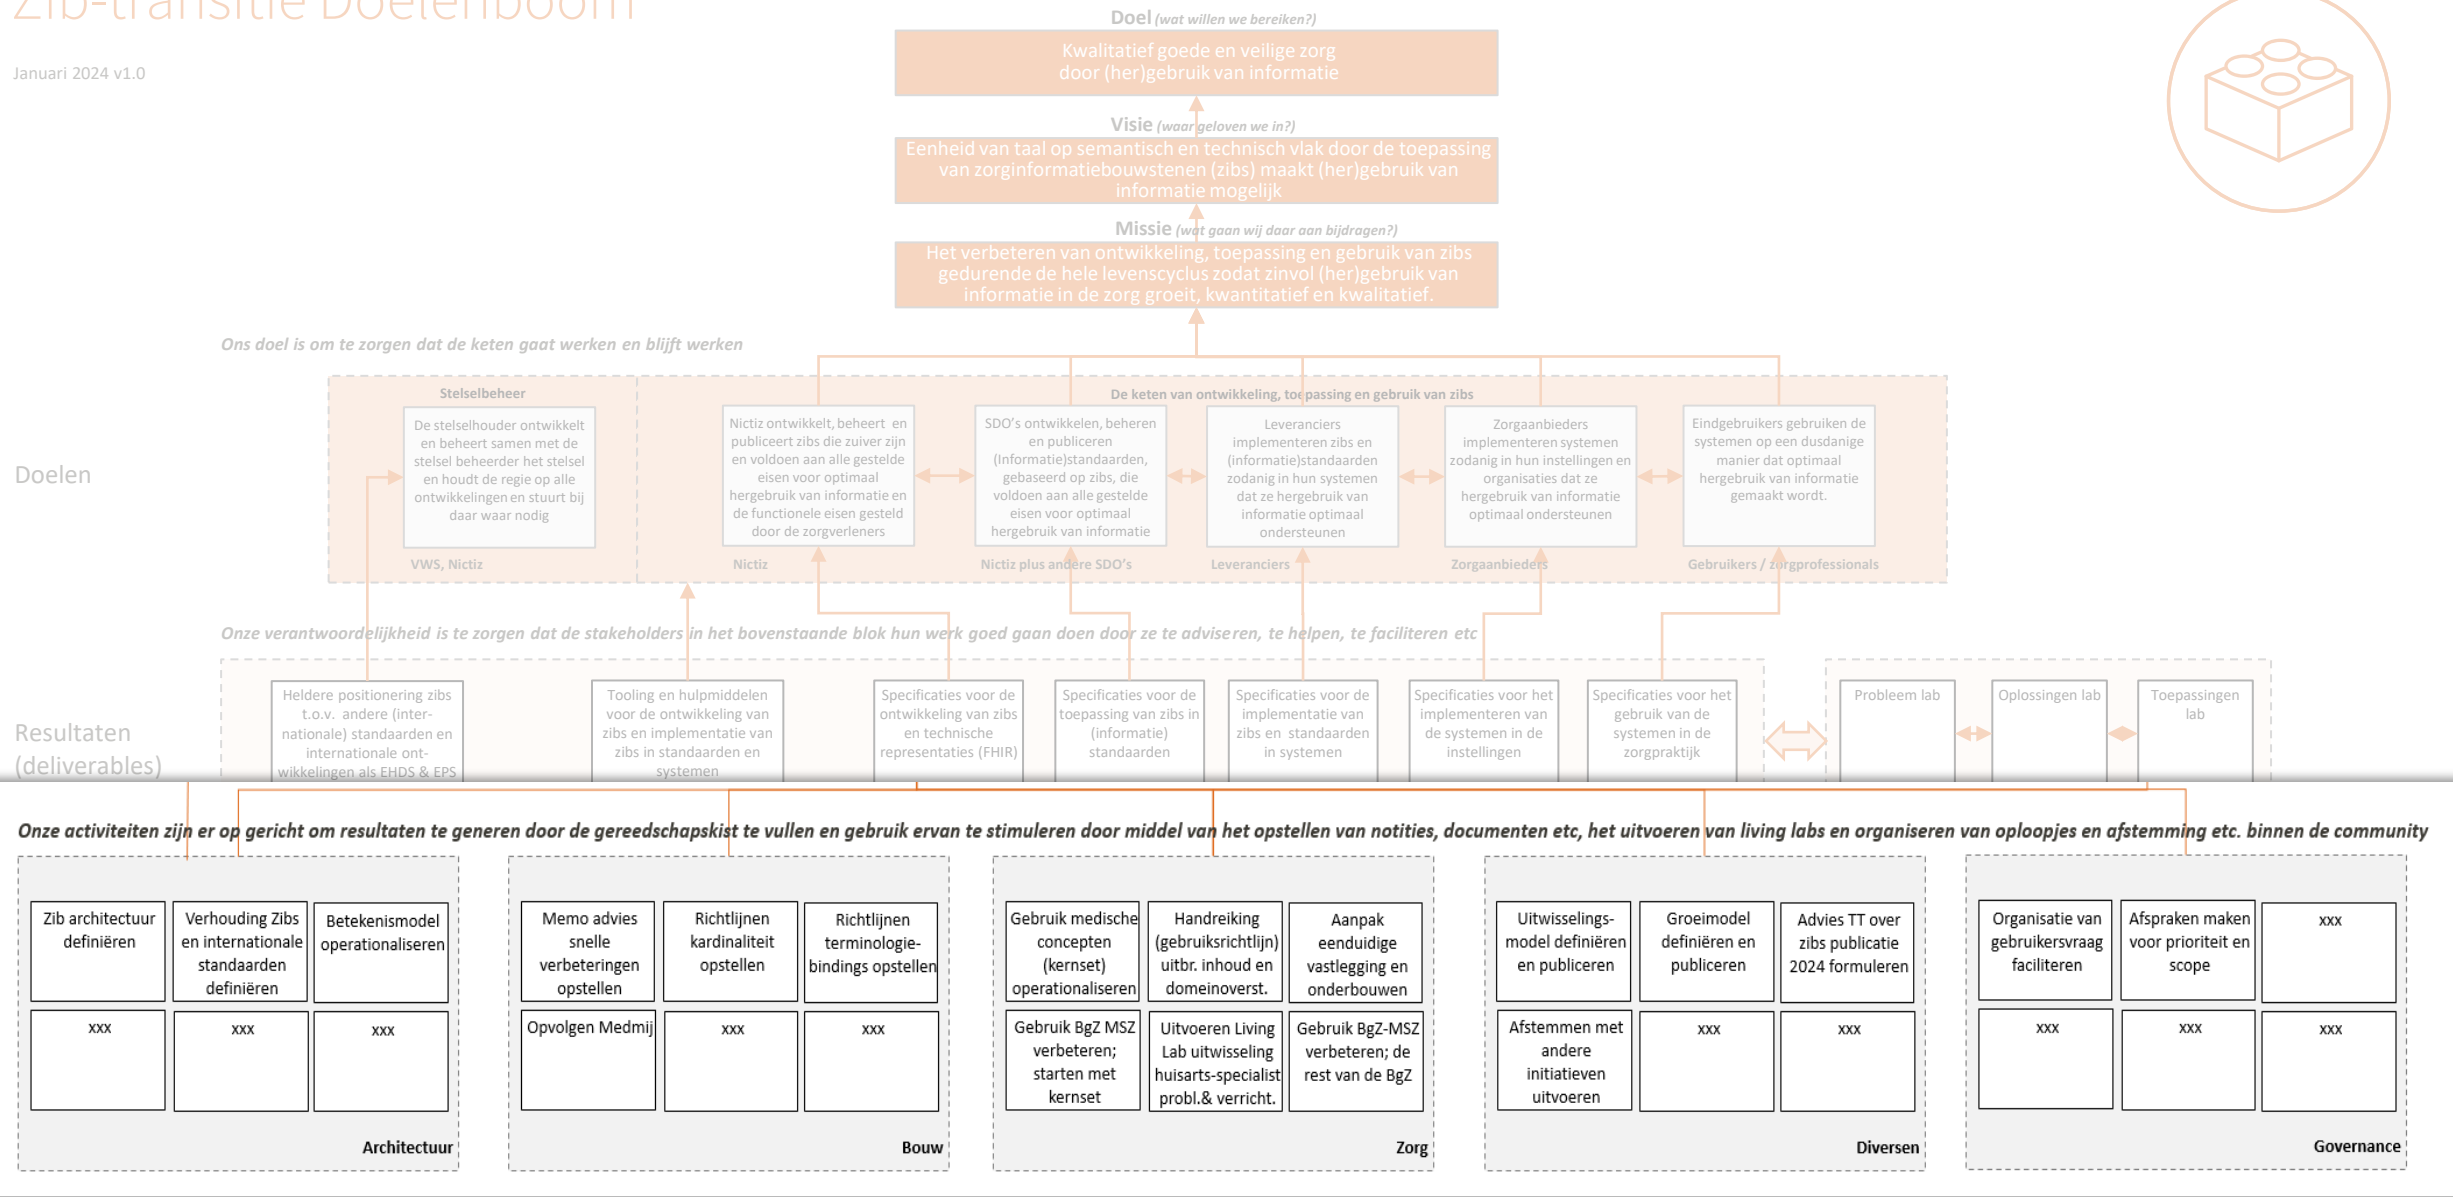 Zib-transitie Doelenboom
Januari 2024 v1.0
Doel (wat willen we bereiken?)
Kwalitatief goede en veilige zorg
door (her)gebruik van informatie
Visie (waar geloven we in?)
Eenheid van taal op semantisch en technisch vlak door de toepassing
van zorginformatiebouwstenen (zibs) maakt (her)gebruik van
informatie mogelijk
Missie (wat gaan wij daar aan bijdragen?)
Het verbeteren van ontwikkeling, toepassing en gebruik van zibs
gedurende de hele levenscyclus zodat zinvol (her)gebruik van
informatie in de zorg groeit, kwantitatief en kwalitatief.
Ons doel is om te zorgen dat de keten gaat werken en blijft werken
Doelen
Stelselbeheer
De stelselhouder ontwikkelt
en beheert samen met de
stelsel beheerder het stelsel
en houdt de regie op alle
ontwikkelingen en stuurt bij
daar waar nodig
VWS, Nictiz
De keten van ontwikkeling, toepassing en gebruik van zibs
Nictiz ontwikkelt, beheert en
publiceert zibs die zuiver zijn
en voldoen aan alle gestelde
eisen voor optimaal
hergebruik van informatie en
de functionele eisen gesteld
door de zorgverleners
Nictiz
SDO's ontwikkelen, beheren
en publiceren
(Informatie)standaarden,
gebaseerd op zibs, die
voldoen aan alle gestelde
eisen voor optimaal
hergebruik van informatie
Nictiz plus andere SDO's
Leveranciers
implementeren zibs en
(informatie)standaarden
zodanig in hun systemen
dat ze hergebruik van
informatie optimaal
ondersteunen
Leveranciers
Zorgaanbieders
implementeren systemen
zodanig in hun instellingen en
organisaties dat ze
hergebruik van informatie
optimaal ondersteunen
Zorgaanbieders
Eindgebruikers gebruiken de
systemen op een dusdanige
manier dat optimaal
hergebruik van informatie
gemaakt wordt.
Gebruikers / zorgprofessionals
Onze verantwoordelijkheid is te zorgen dat de stakeholders in het bovenstaande blok hun werk goed gaan doen door ze te adviseren, te helpen, te faciliteren etc
Resultaten
(deliverables)
Heldere positionering zibs
t.o.v. andere (inter-
nationale) standaarden en
internationale ont-
wikkelingen als EHDS & EPS
Tooling en hulpmiddelen
voor de ontwikkeling van
zibs en implementatie van
zibs in standaarden en
systemen
Specificaties voor de
ontwikkeling van zibs
en technische
representaties (FHIR)
Specificaties voor de
toepassing van zibs in
(informatie)
standaarden
Specificaties voor de
implementatie van
zibs en standaarden
in systemen
Specificaties voor het
implementeren van
de systemen in de
instellingen
Specificaties voor het
gebruik van de
systemen in de
zorgpraktijk
Probleem lab
Oplossingen lab
Toepassingen
lab
Onze activiteiten zijn er op gericht om resultaten te generen door de gereedschapskist te vullen en gebruik ervan te stimuleren door middel van het opstellen van notities, documenten etc, het uitvoeren van living labs en organiseren van oploopjes en afstemming etc. binnen de community
Zib architectuur
definiëren
Verhouding Zibs
en internationale
standaarden
definiëren
Betekenismodel
operationaliseren
xxx
xxx
xxx
Architectuur
Memo advies
snelle
verbeteringen
opstellen
Richtlijnen
kardinaliteit
opstellen
Richtlijnen
terminologie-
bindings opstellen
Opvolgen Medmij
xxx
xxx
Bouw
Gebruik medische
concepten
(kernset)
operationaliseren
Handreiking
(gebruiksrichtlijn)
uitbr. inhoud en
domeinoverst.
Aanpak
eenduidige
vastlegging en
onderbouwen
Gebruik BgZ MSZ
verbeteren;
starten met
kernset
Uitvoeren Living
Lab uitwisseling
huisarts-specialist
probl.& verricht.
Gebruik BgZ-MSZ
verbeteren; de
rest van de BgZ
Zorg
Uitwisselings-
model definiëren
en publiceren
Groeimodel
definiëren en
publiceren
Advies TT over
zibs publicatie
2024 formuleren
Afstemmen met
andere
initiatieven
uitvoeren
xxx
xxx
Diversen
Organisatie van
gebruikersvraag
faciliteren
Afspraken maken
voor prioriteit en
scope
xxx
xxx
xxx
xxx
Governance